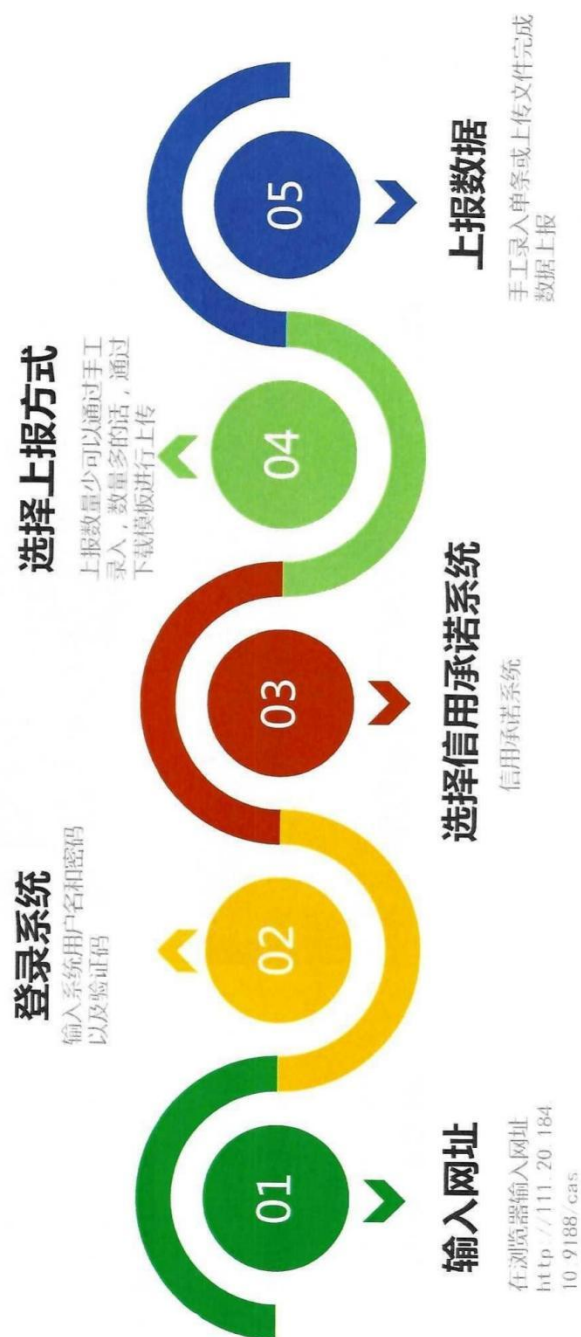 01
输入网址
在浏览器输入网址
http://111.20.184
10.9188/cas
02
登录系统
输入系统用户名和密码
以及验证码
03
选择信用承诺系统
信用承诺系统
04
选择上报方式
上报数量少可以通过手工
录入，数量多的话，通过
下载模板进行上传
05
上报数据
手工录入单条或上传文件完成
数据上报